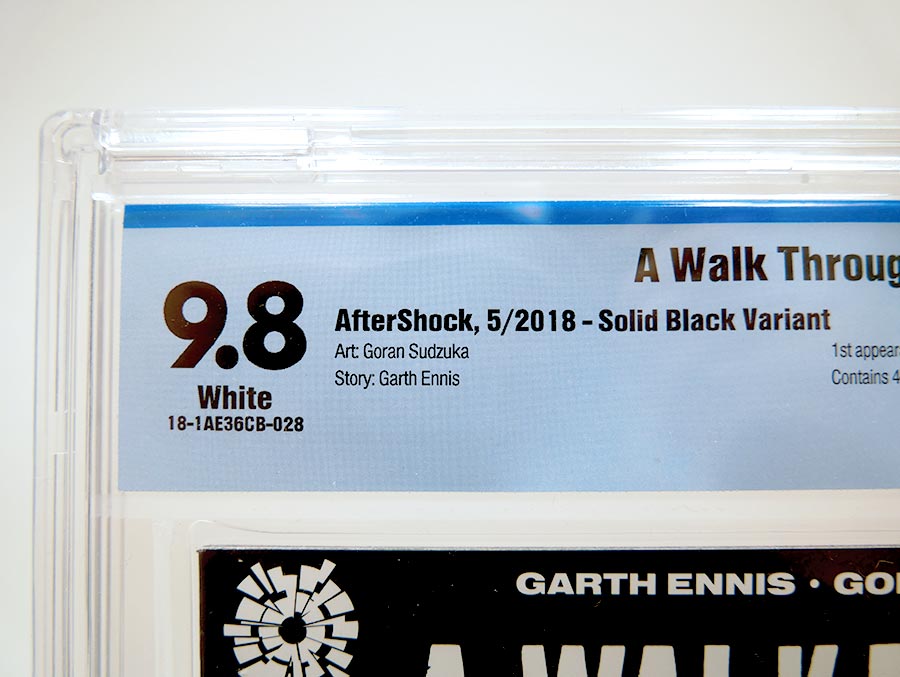 A Walk Throug
9.8
White
18-1AE36CB-028
AfterShock, 5/2018 - Solid Black Variant
Art: Goran Sudzuka
Story: Garth Ennis
1st appear
Contains 4
GARTH ENNIS · GO
A WALK